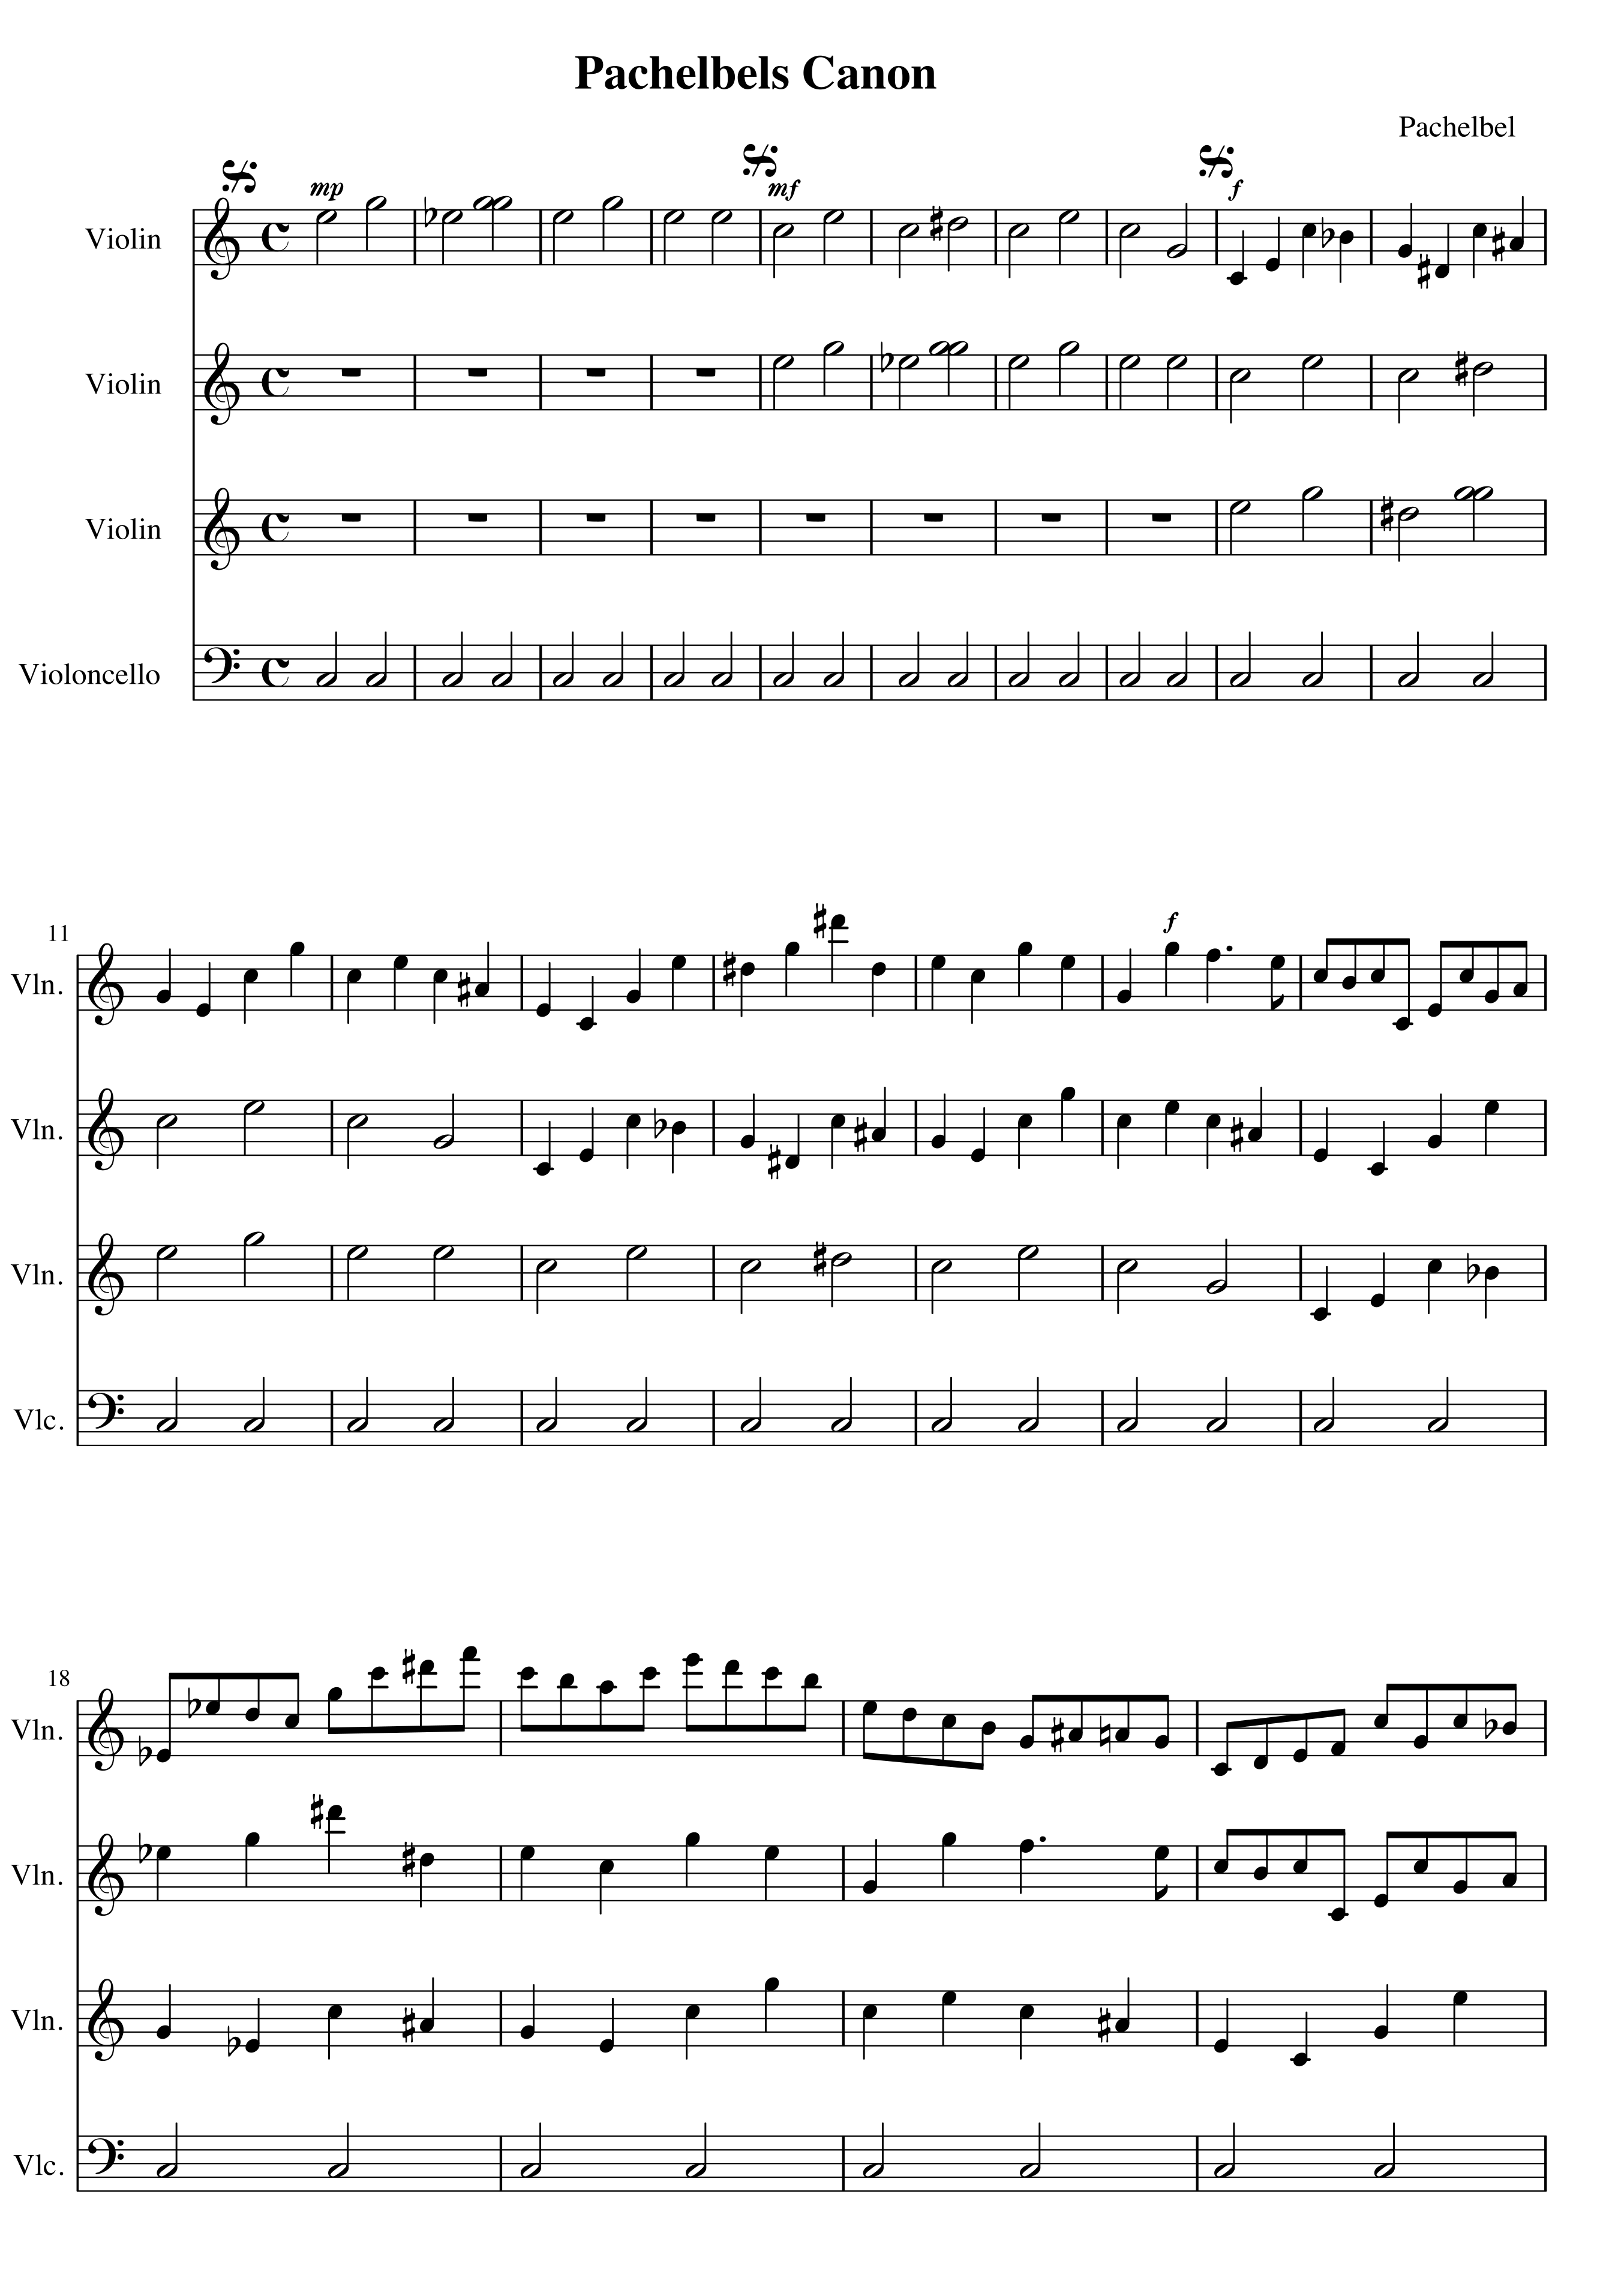 Pachelbels Canon
Pachelbel
mp
mf
f
Violin
Violin
Violin
Violoncello
11
f
Vln.
Vln.
Vln.
Vlc.
18
Vln.
Vln.
Vln.
Vlc.